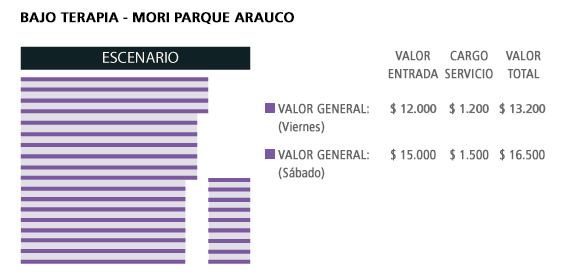 BAJO TERAPIA - MORI PARQUE ARAUCO
ESCENARIO
VALOR CARGO VALOR
ENTRADA SERVICIO TOTAL
VALOR GENERAL: $ 12.000 $ 1.200 $ 13.200
(Viernes)
VALOR GENERAL: $ 15.000 $ 1.500 $ 16.500
(Sábado)